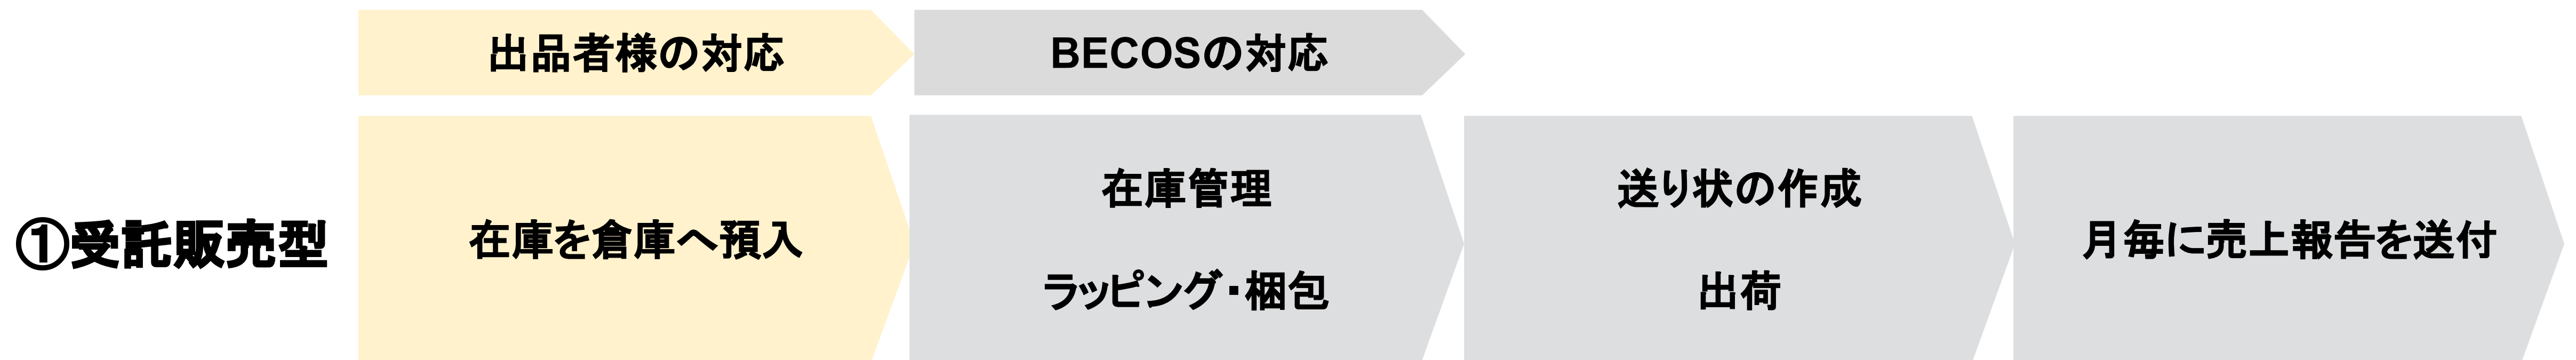 出品者様の対応
BECOSの対応
①受託販売型
在庫を倉庫へ預入
在庫管理
ラッピング・梱包
送り状の作成
出荷
月毎に売上報告を送付